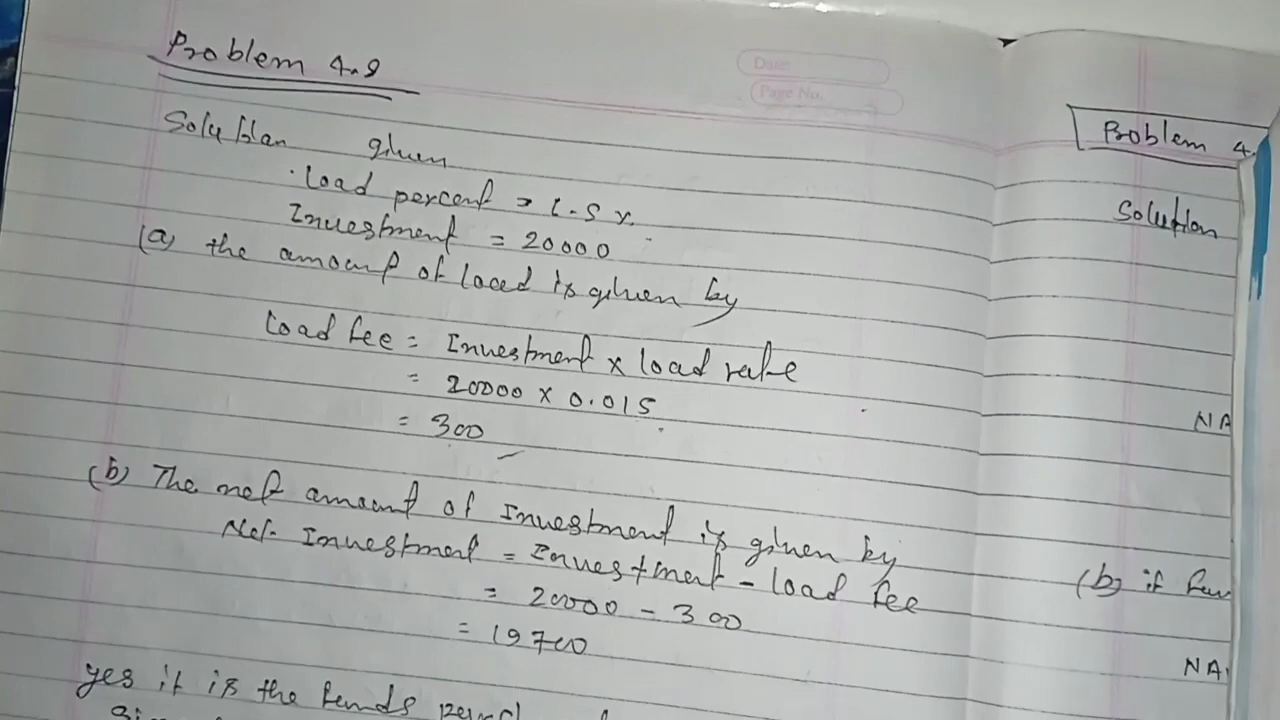 Problem 4.9
Date:
Page No.
Solution given
Load percent = 1.5 %
Investment = 20000
(a) the amount of load is given by
Load fee = Investment x load rate
= 20000 x 0.015
= 300
(b) The net amount of Investment is given by
Net Investment = Investment - load fee
= 20000 - 300
= 19700
yes it is the funds
Problem 4.
Solution
NA
(b) if
NA